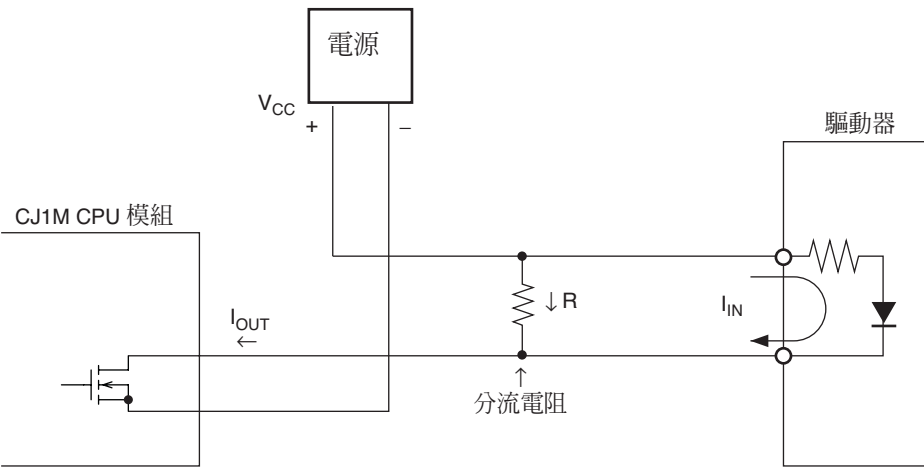 電源
VCC
+
−
驅動器
CJ1M CPU 模組
↓ R
IIN
IOUT
←
↑
分流電阻